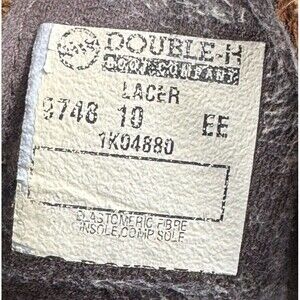 DOUBLE-H
BOOT COMPANY
LACER
9748 10 EE
1K04880
ELASTOMERIC FIBRE
INSOLE,COMP.SOLE